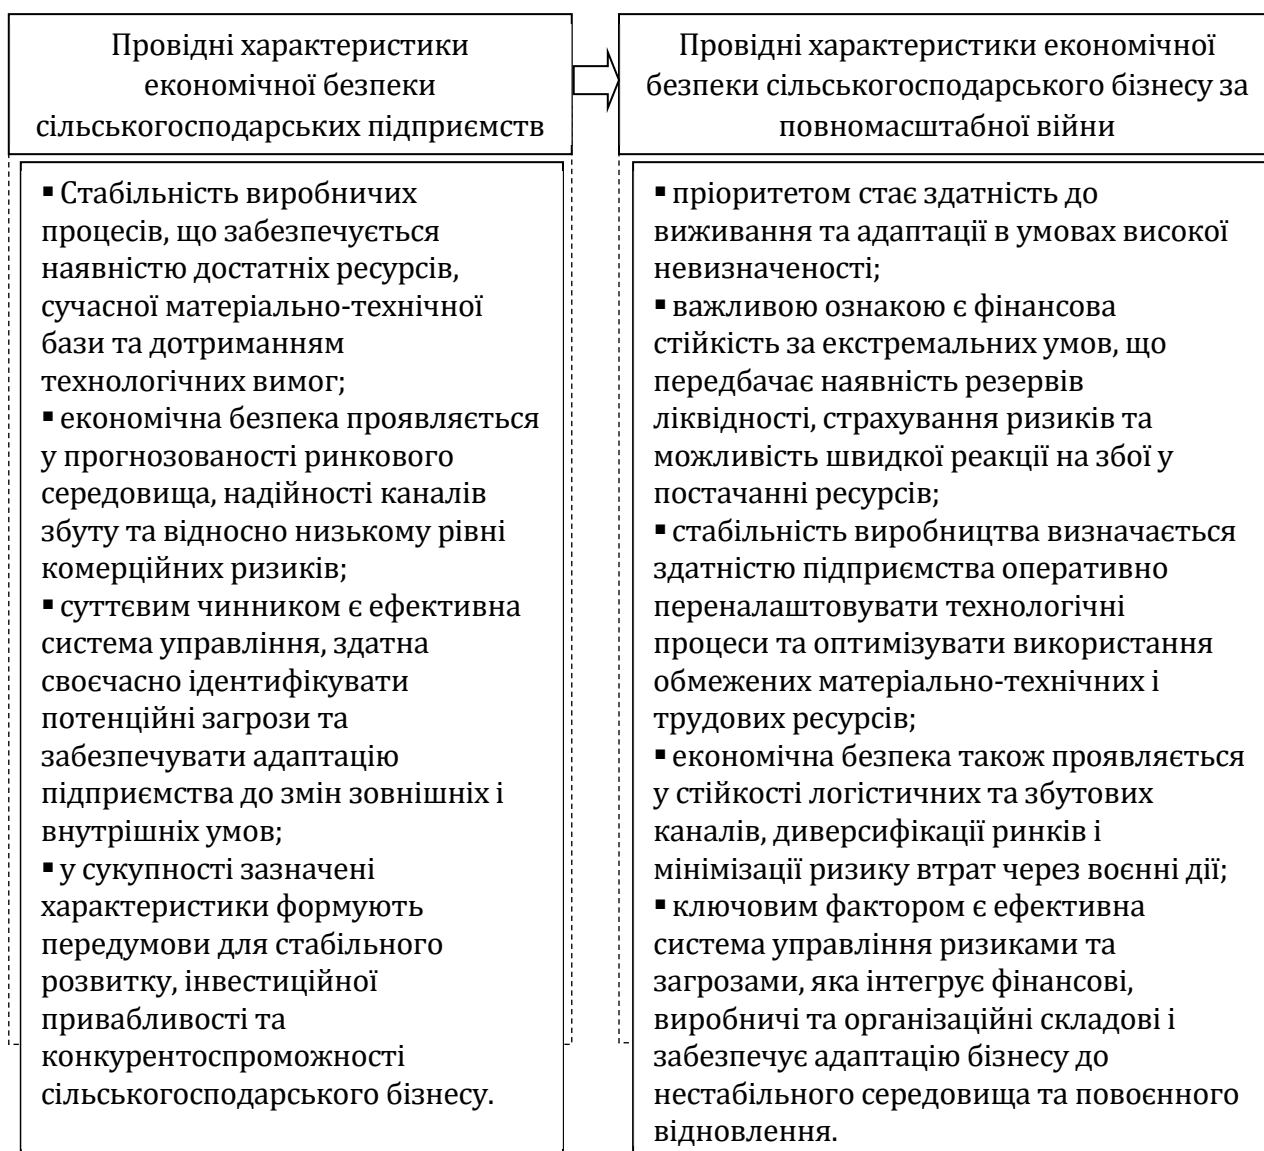 Провідні характеристики
економічної безпеки
сільськогосподарських підприємств
Провідні характеристики економічної
безпеки сільськогосподарського бізнесу за
повномасштабної війни
▪ Стабільність виробничих
процесів, що забезпечується
наявністю достатніх ресурсів,
сучасної матеріально-технічної
бази та дотриманням
технологічних вимог;
▪ економічна безпека проявляється
у прогнозованості ринкового
середовища, надійності каналів
збуту та відносно низькому рівні
комерційних ризиків;
▪ суттєвим чинником є ефективна
система управління, здатна
своєчасно ідентифікувати
потенційні загрози та
забезпечувати адаптацію
підприємства до змін зовнішніх і
внутрішніх умов;
▪ у сукупності зазначені
характеристики формують
передумови для стабільного
розвитку, інвестиційної
привабливості та
конкурентоспроможності
сільськогосподарського бізнесу.
▪ пріоритетом стає здатність до
виживання та адаптації в умовах високої
невизначеності;
▪ важливою ознакою є фінансова
стійкість за екстремальних умов, що
передбачає наявність резервів
ліквідності, страхування ризиків та
можливість швидкої реакції на збої у
постачанні ресурсів;
▪ стабільність виробництва визначається
здатністю підприємства оперативно
переналаштовувати технологічні
процеси та оптимізувати використання
обмежених матеріально-технічних і
трудових ресурсів;
▪ економічна безпека також проявляється
у стійкості логістичних та збутових
каналів, диверсифікації ринків і
мінімізації ризику втрат через воєнні дії;
▪ ключовим фактором є ефективна
система управління ризиками та
загрозами, яка інтегрує фінансові,
виробничі та організаційні складові і
забезпечує адаптацію бізнесу до
нестабільного середовища та повоєнного
відновлення.